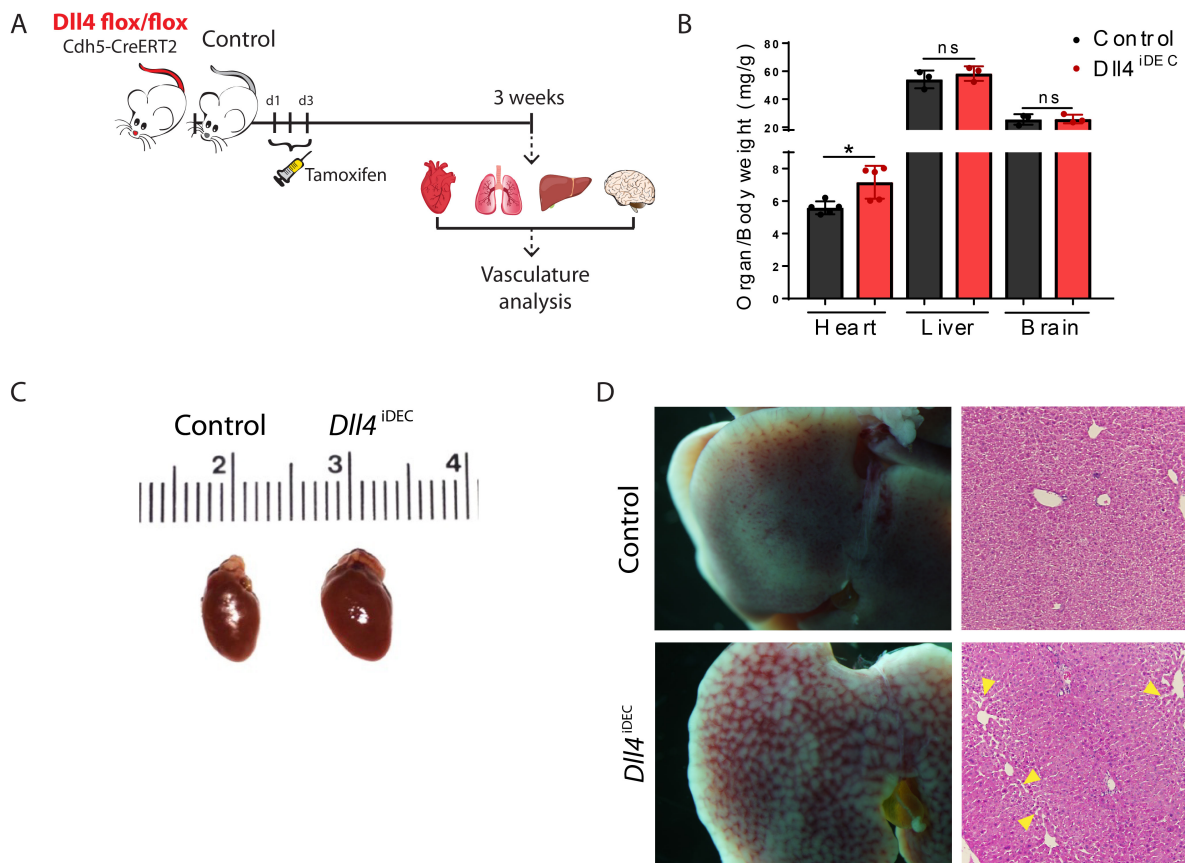 A
Dll4 flox/flox
Cdh5-CreERT2
Control
d1
d3
3 weeks
Tamoxifen
Vasculature
analysis
B
Control
Dll4 iDEC
Organ/Body weight (mg/g)
80
60
40
20
8
6
4
2
0
ns
ns
*
Heart
Liver
Brain
C
Control
Dll4 iDEC
2
3
4
D
Control
Dll4 iDEC